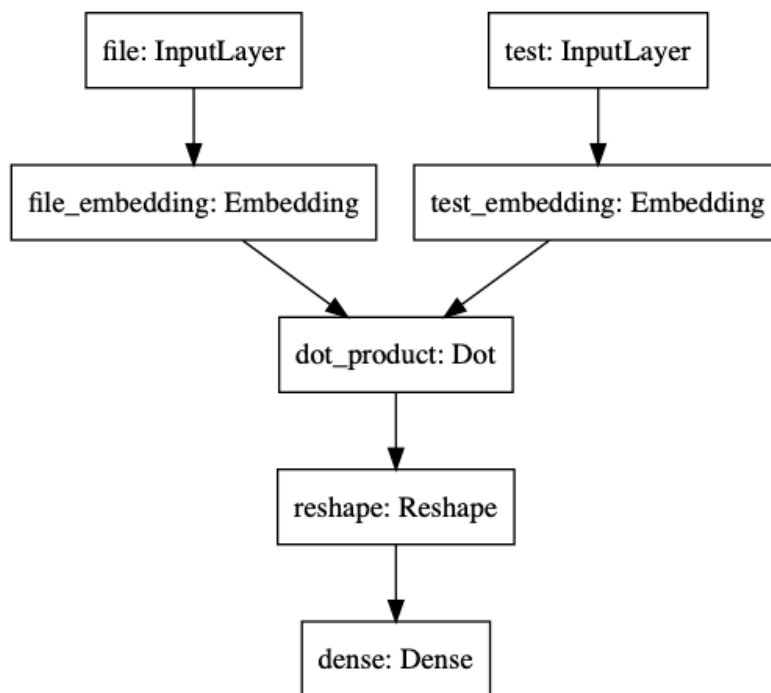 file: InputLayer
test: InputLayer
file_embedding: Embedding
test_embedding: Embedding
dot_product: Dot
reshape: Reshape
dense: Dense